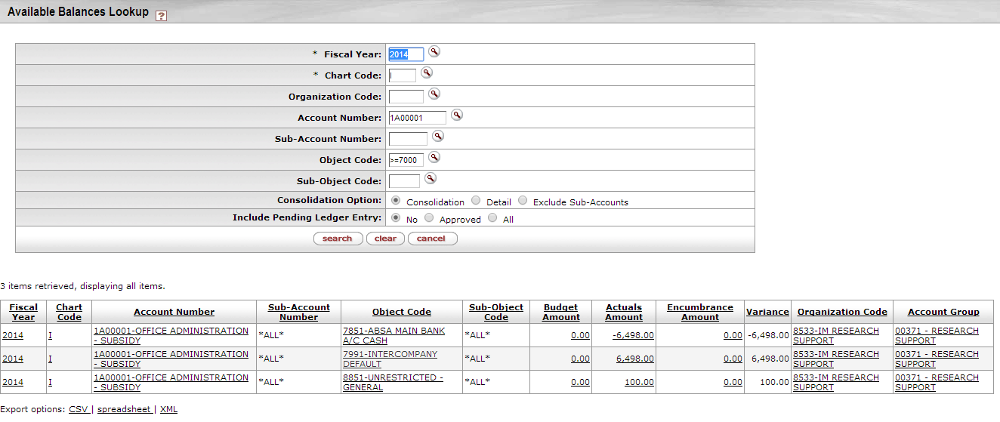 Available Balances Lookup ?
* Fiscal Year: 2014
* Chart Code: I
Organization Code:
Account Number: 1A00001
Sub-Account Number:
Object Code: >=7000
Sub-Object Code:
Consolidation Option: Consolidation Detail Exclude Sub-Accounts
Include Pending Ledger Entry: No Approved All
search clear cancel
3 items retrieved, displaying all items.
Fiscal Year Chart Code Account Number Sub-Account Number Object Code Sub-Object Code Budget Amount Actuals Amount Encumbrance Amount Variance Organization Code Account Group
2014 I 1A00001-OFFICE ADMINISTRATION - SUBSIDY *ALL* 7851-ABSA MAIN BANK A/C CASH *ALL* 0.00 -6,498.00 0.00 -6,498.00 8533-IM RESEARCH SUPPORT 00371 - RESEARCH SUPPORT
2014 I 1A00001-OFFICE ADMINISTRATION - SUBSIDY *ALL* 7991-INTERCOMPANY DEFAULT *ALL* 0.00 6,498.00 0.00 6,498.00 8533-IM RESEARCH SUPPORT 00371 - RESEARCH SUPPORT
2014 I 1A00001-OFFICE ADMINISTRATION - SUBSIDY *ALL* 8851-UNRESTRICTED - GENERAL *ALL* 0.00 100.00 0.00 100.00 8533-IM RESEARCH SUPPORT 00371 - RESEARCH SUPPORT
Export options: CSV | spreadsheet | XML